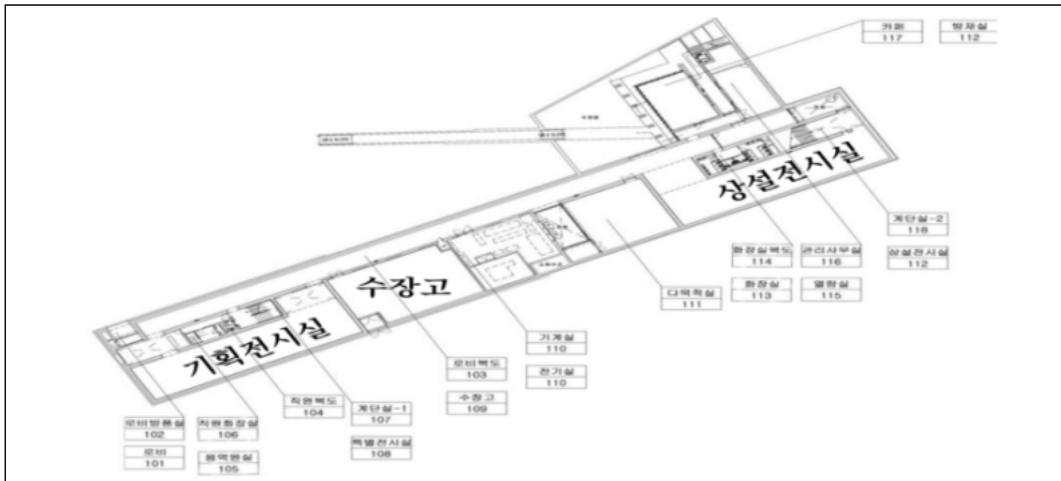 카페
117
방재실
112
상설전시실
계단실-2
118
화장실복도
114
관리사무실
116
상설전시실
112
화장실
113
열람실
115
다목적실
111
수장고
기획전시실
기계실
110
로비복도
103
전기실
110
수장고
109
직원복도
104
계단실-1
107
로비방풍실
102
직원화장실
106
특별전시실
108
로비
101
용역원실
105